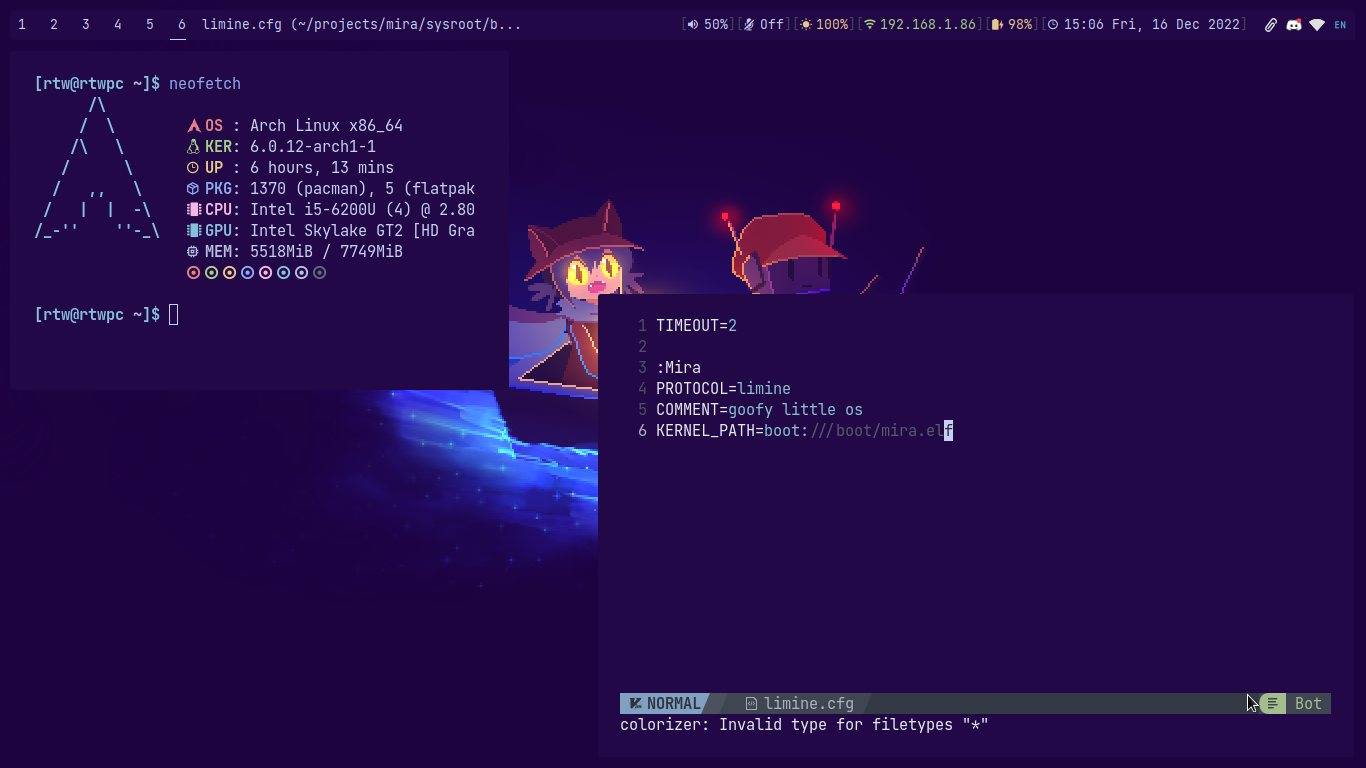 1 2 3 4 5 6 limine.cfg (~/projects/mira/sysroot/b... [ 50%][ Off][ 100%][ 192.168.1.86][ 98%][ 15:06 Fri, 16 Dec 2022] EN
[rtw@rtwpc ~]$ neofetch
/\
/  \
/\   \
/      \
/   ,,   \
/   |  |  -\
/_-''    ''-_\
OS : Arch Linux x86_64
KER: 6.0.12-arch1-1
UP : 6 hours, 13 mins
PKG: 1370 (pacman), 5 (flatpak
CPU: Intel i5-6200U (4) @ 2.80
GPU: Intel Skylake GT2 [HD Gra
MEM: 5518MiB / 7749MiB
[rtw@rtwpc ~]$
1 TIMEOUT=2
2
3 :Mira
4 PROTOCOL=limine
5 COMMENT=goofy little os
6 KERNEL_PATH=boot:///boot/mira.elf
NORMAL limine.cfg Bot
colorizer: Invalid type for filetypes "*"